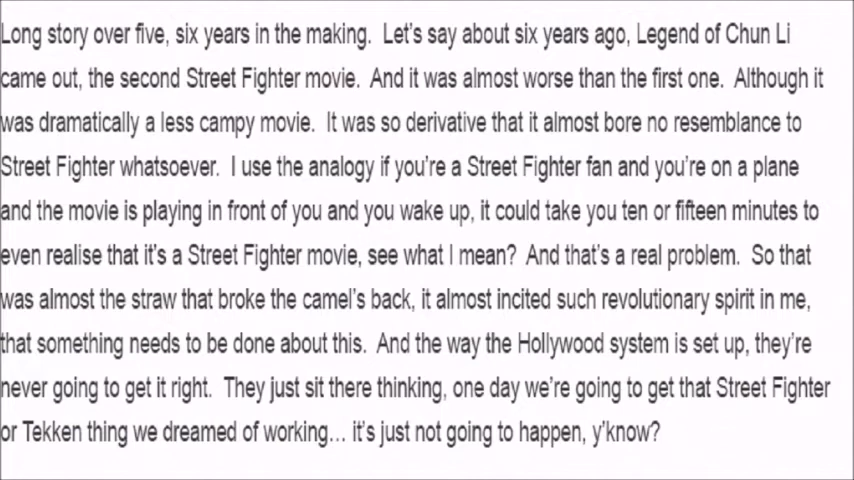 Long story over five, six years in the making.  Let’s say about six years ago, Legend of Chun Li
came out, the second Street Fighter movie.  And it was almost worse than the first one.  Although it
was dramatically a less campy movie.  It was so derivative that it almost bore no resemblance to
Street Fighter whatsoever.  I use the analogy if you’re a Street Fighter fan and you’re on a plane
and the movie is playing in front of you and you wake up, it could take you ten or fifteen minutes to
even realise that it’s a Street Fighter movie, see what I mean?  And that’s a real problem.  So that
was almost the straw that broke the camel’s back, it almost incited such revolutionary spirit in me,
that something needs to be done about this.  And the way the Hollywood system is set up, they’re
never going to get it right.  They just sit there thinking, one day we’re going to get that Street Fighter
or Tekken thing we dreamed of working… it’s just not going to happen, y’know?